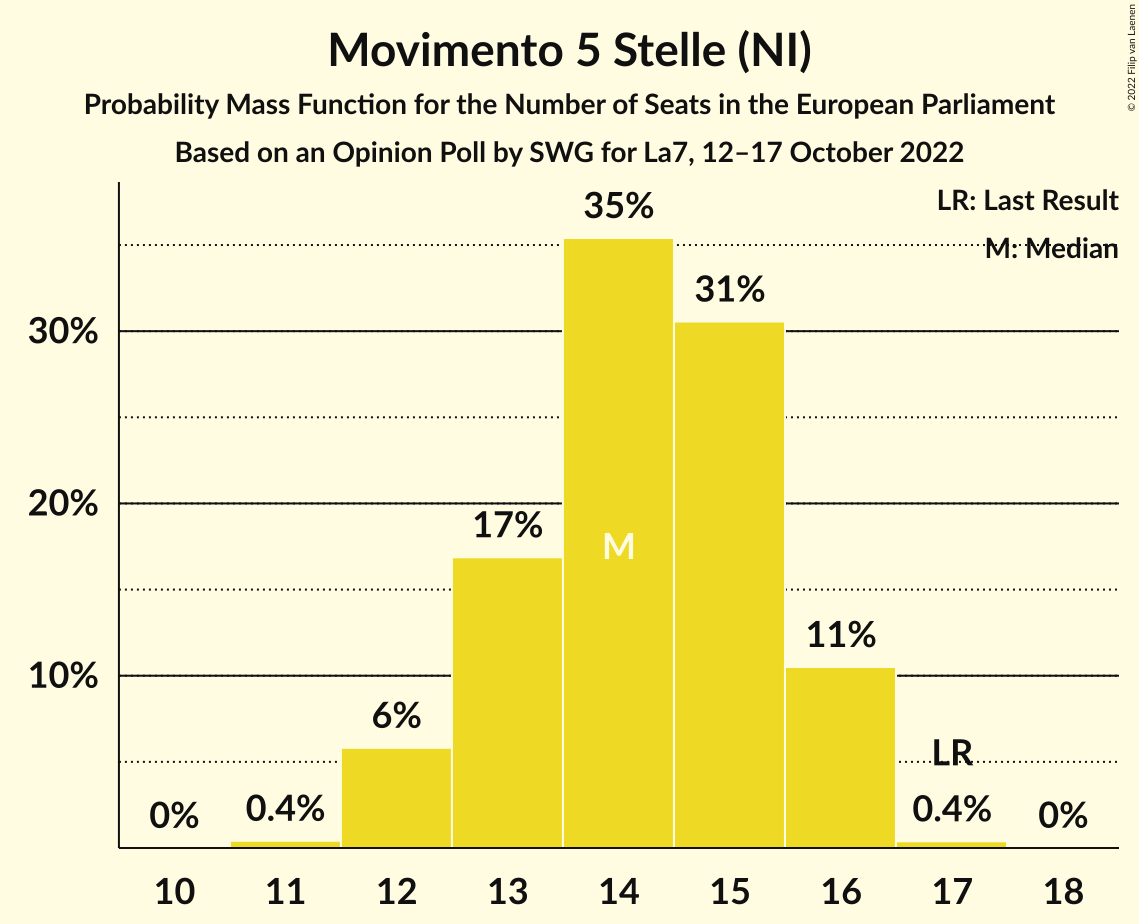 Movimento 5 Stelle (NI)
Probability Mass Function for the Number of Seats in the European Parliament
Based on an Opinion Poll by SWG for La7, 12–17 October 2022
© 2022 Filip van Laenen
LR: Last Result
M: Median
35%
31%
30%
20%
17%
M
11%
10%
6%
LR
0%
0.4%
0.4%
0%
10 11 12 13 14 15 16 17 18